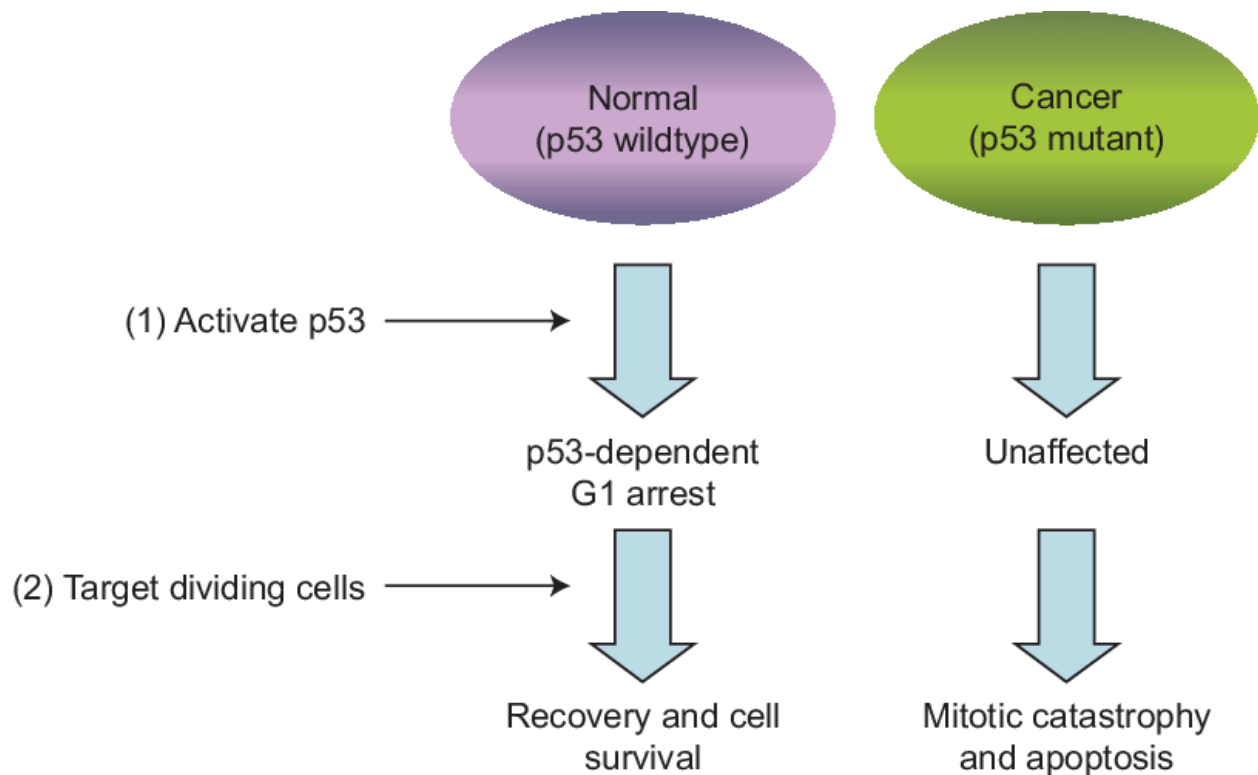 Normal
(p53 wildtype)
Cancer
(p53 mutant)
(1) Activate p53
p53-dependent
G1 arrest
Unaffected
(2) Target dividing cells
Recovery and cell
survival
Mitotic catastrophy
and apoptosis